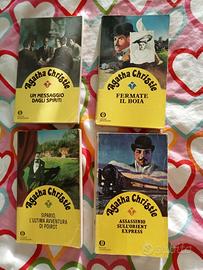 Agatha Christie
UN MESSAGGIO
DAGLI SPIRITI
Agatha Christie
FERMATE
IL BOIA
Agatha Christie
SIPARIO,
L'ULTIMA AVVENTURA
DI POIROT
Agatha Christie
ASSASSINIO
SULL'ORIENT
EXPRESS